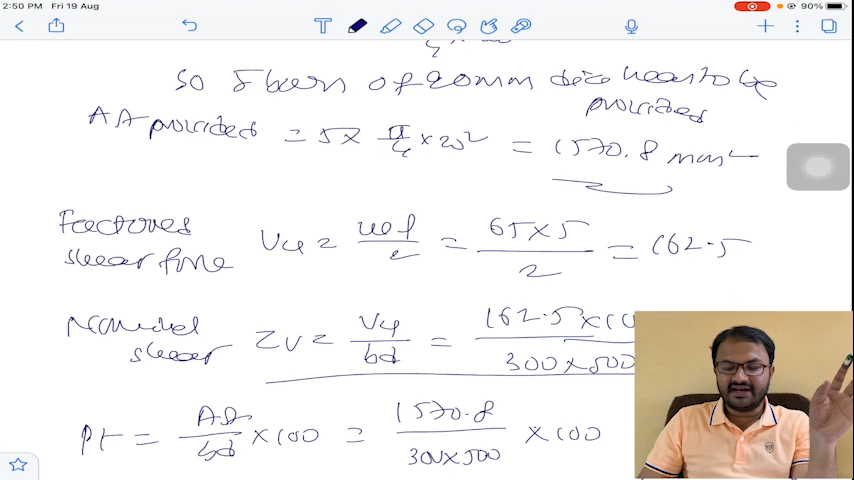 2:50 PM Fri 19 Aug
90%
T
So 5 bars of 20mm dia have to be
provided
Ast provided = 5 × π/4 × 20² = 1570.8 mm²
Factored
shear force Vu = wl/2 = 65×5/2 = 162.5
Nominal
shear τv = Vu/bd = 162.5×10/300×500
Pt = Ast/bd × 100 = 1570.8/300×500 × 100